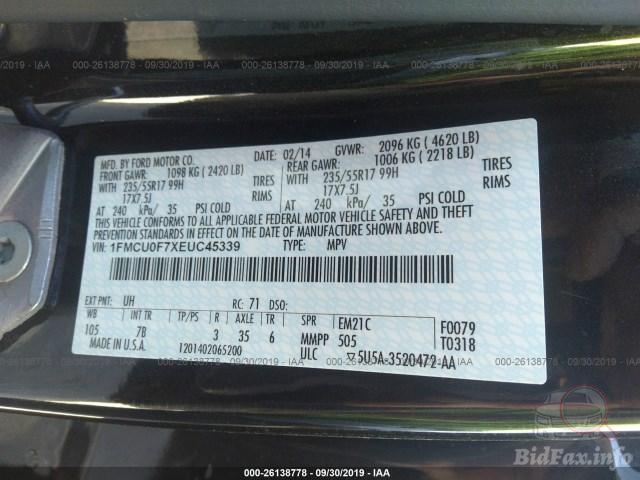 000-26138778 - 09/30/2019 - IAA 000-26138778 - 09/30/2019 - IAA 000-26138778 - 09/30/2019 - IAA
MFD. BY FORD MOTOR CO.
DATE: 02/14 GVWR: 2096 KG ( 4620 LB)
FRONT GAWR: 1098 KG ( 2420 LB) REAR GAWR: 1006 KG ( 2218 LB)
WITH 235/55R17 99H TIRES WITH 235/55R17 99H TIRES
17X7.5J RIMS 17X7.5J RIMS
AT 240 kPa/ 35 PSI COLD AT 240 kPa/ 35 PSI COLD
THIS VEHICLE CONFORMS TO ALL APPLICABLE FEDERAL MOTOR VEHICLE SAFETY AND THEFT
PREVENTION STANDARDS IN EFFECT ON THE DATE OF MANUFACTURE SHOWN ABOVE.
VIN: 1FMCU0F7XEUC45339 TYPE: MPV
EXT PNT: UH RC: 71 DSO:
WB INT TR TP/PS R AXLE TR SPR EM21C F0079
105 7B 3 35 6 MMPP 505 T0318
MADE IN U.S.A. 1201402065200 ULC ▽5U5A-3520472-AA
BidFax.info
000-26138778 - 09/30/2019 - IAA